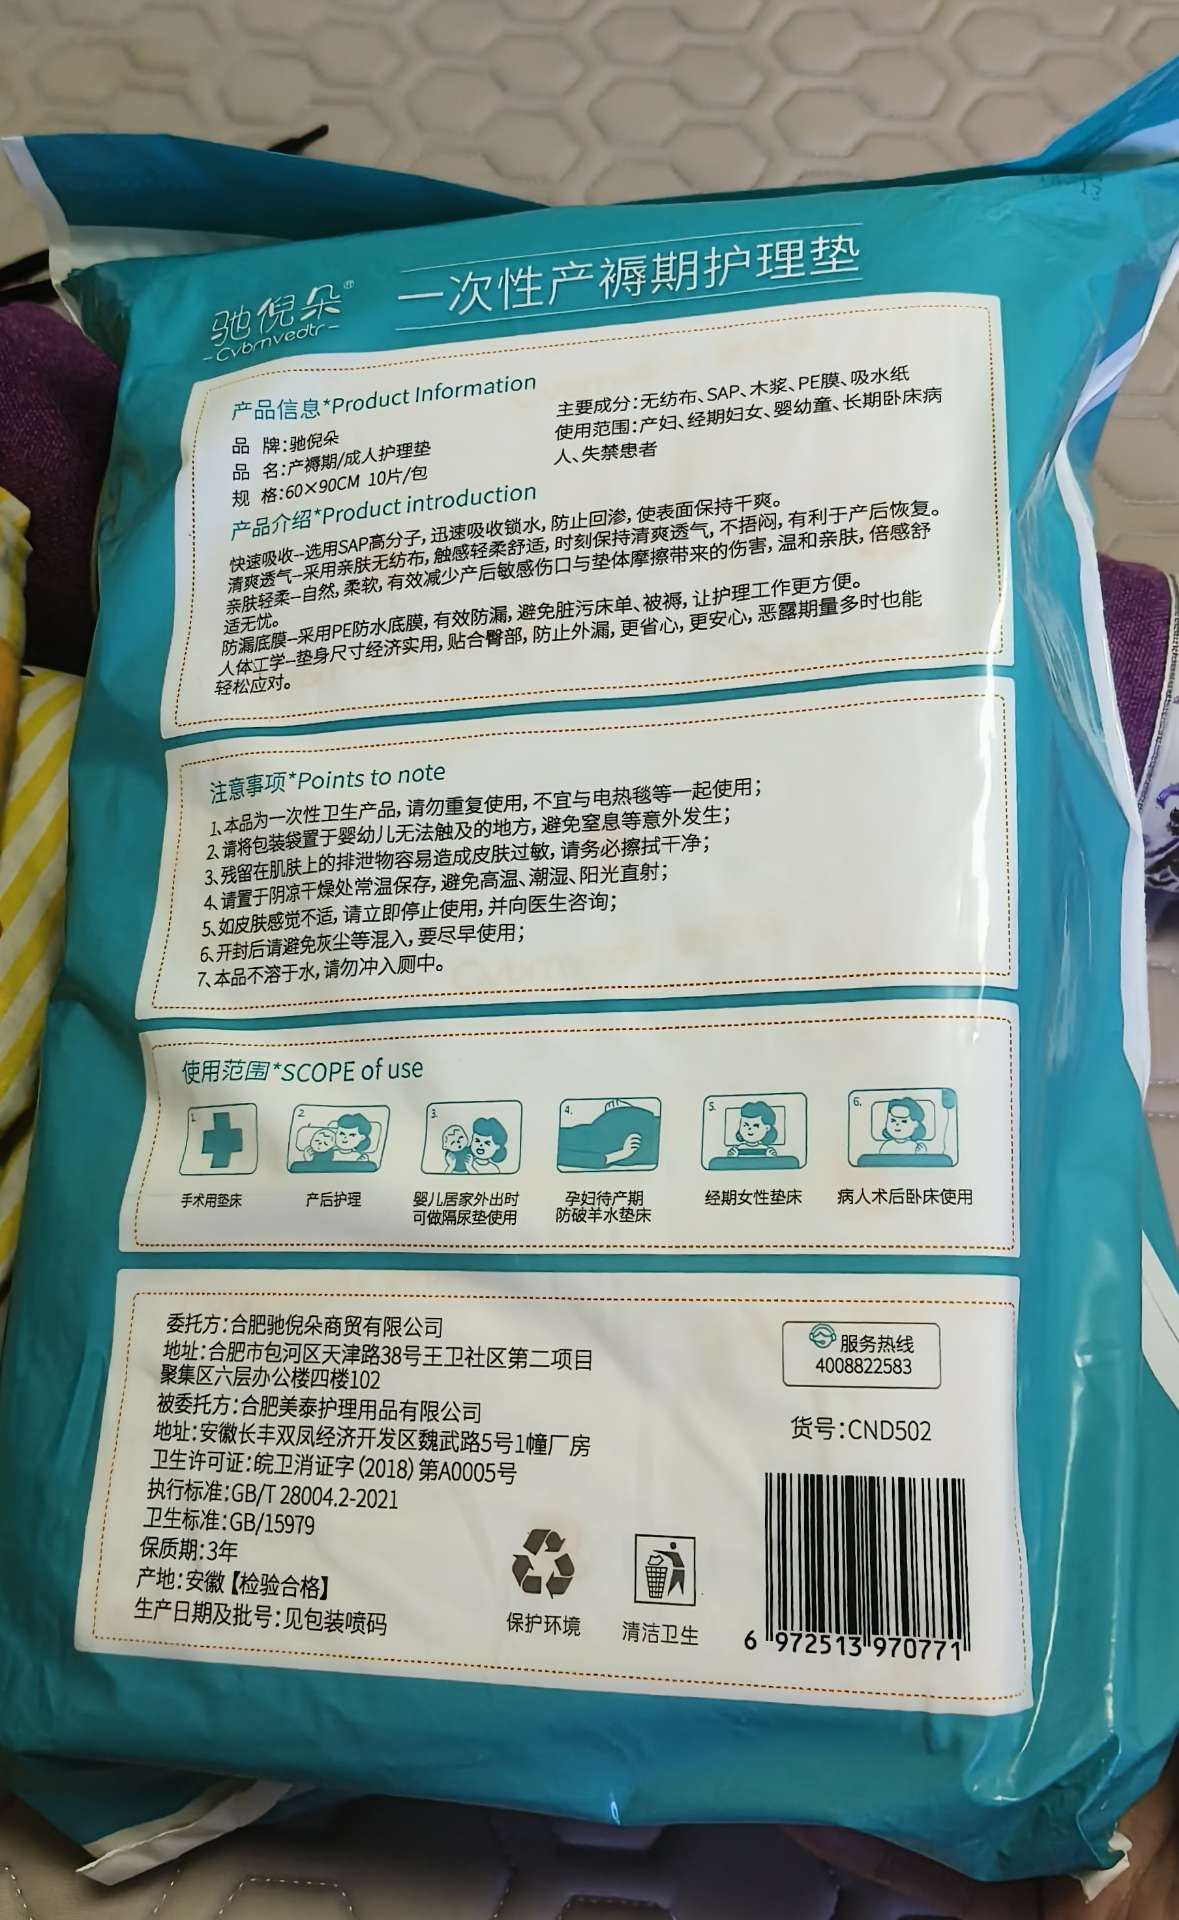 驰倪朵®
-Cvbmvedtr-
一次性产褥期护理垫
产品信息*Product Information
品 牌:驰倪朵
品 名:产褥期/成人护理垫
规 格:60×90CM 10片/包
主要成分:无纺布、SAP、木浆、PE膜、吸水纸
使用范围:产妇、经期妇女、婴幼童、长期卧床病
人、失禁患者
产品介绍*Product introduction
快速吸收--选用SAP高分子,迅速吸收锁水,防止回渗,使表面保持干爽。
清爽透气--采用亲肤无纺布,触感轻柔舒适,时刻保持清爽透气,不捂闷,有利于产后恢复。
亲肤轻柔--自然,柔软,有效减少产后敏感伤口与垫体摩擦带来的伤害,温和亲肤,倍感舒
适无忧。
防漏底膜--采用PE防水底膜,有效防漏,避免脏污床单、被褥,让护理工作更方便。
人体工学--垫身尺寸经济实用,贴合臀部,防止外漏,更省心,更安心,恶露期量多时也能
轻松应对。
注意事项*Points to note
1、本品为一次性卫生产品,请勿重复使用,不宜与电热毯等一起使用;
2、请将包装袋置于婴幼儿无法触及的地方,避免窒息等意外发生;
3、残留在肌肤上的排泄物容易造成皮肤过敏,请务必擦拭干净;
4、请置于阴凉干燥处常温保存,避免高温、潮湿、阳光直射;
5、如皮肤感觉不适,请立即停止使用,并向医生咨询;
6、开封后请避免灰尘等混入,要尽早使用;
7、本品不溶于水,请勿冲入厕中。
使用范围*SCOPE of use
1.
2.
3.
4.
5.
6.
手术用垫床
产后护理
婴儿居家外出时
可做隔尿垫使用
孕妇待产期
防破羊水垫床
经期女性垫床
病人术后卧床使用
委托方:合肥驰倪朵商贸有限公司
地址:合肥市包河区天津路38号王卫社区第二项目
聚集区六层办公楼四楼102
被委托方:合肥美泰护理用品有限公司
地址:安徽长丰双凤经济开发区魏武路5号1幢厂房
卫生许可证:皖卫消证字(2018)第A0005号
执行标准:GB/T 28004.2-2021
卫生标准:GB/15979
保质期:3年
产地:安徽【检验合格】
生产日期及批号:见包装喷码
保护环境
清洁卫生
服务热线
4008822583
货号:CND502
6 972513 970771